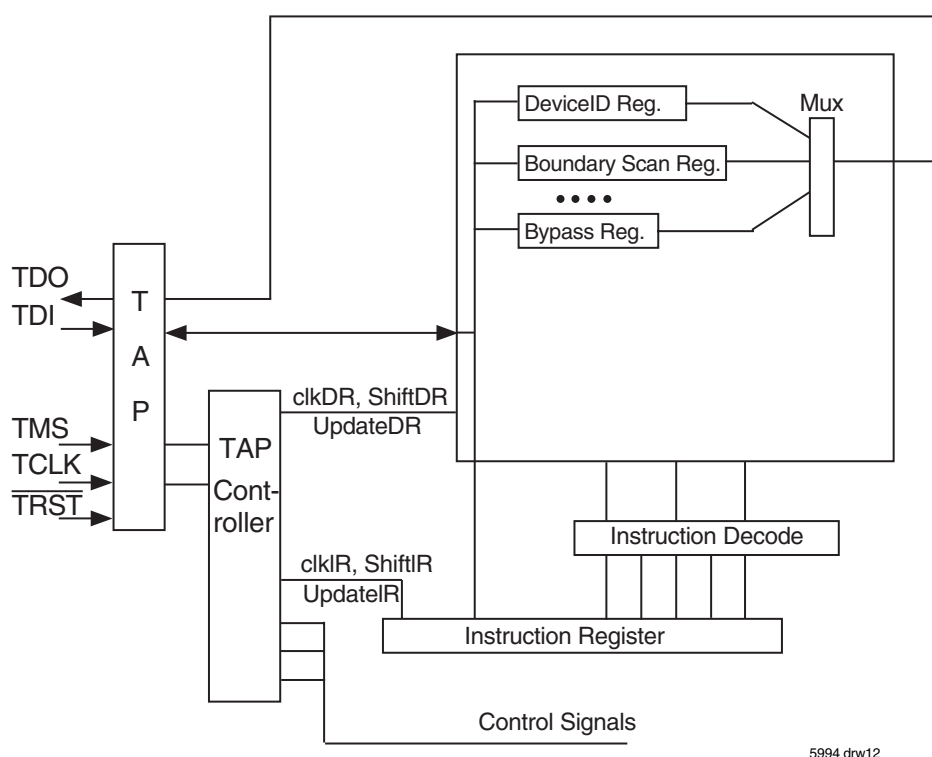 DeviceID Reg.
Mux
Boundary Scan Reg.
Bypass Reg.
TDO
TDI
T
A
P
TMS
TCLK
TRST
clkDR, ShiftDR
UpdateDR
TAP
Cont-
roller
Instruction Decode
clkIR, ShiftIR
UpdateIR
Instruction Register
Control Signals
5994 drw12